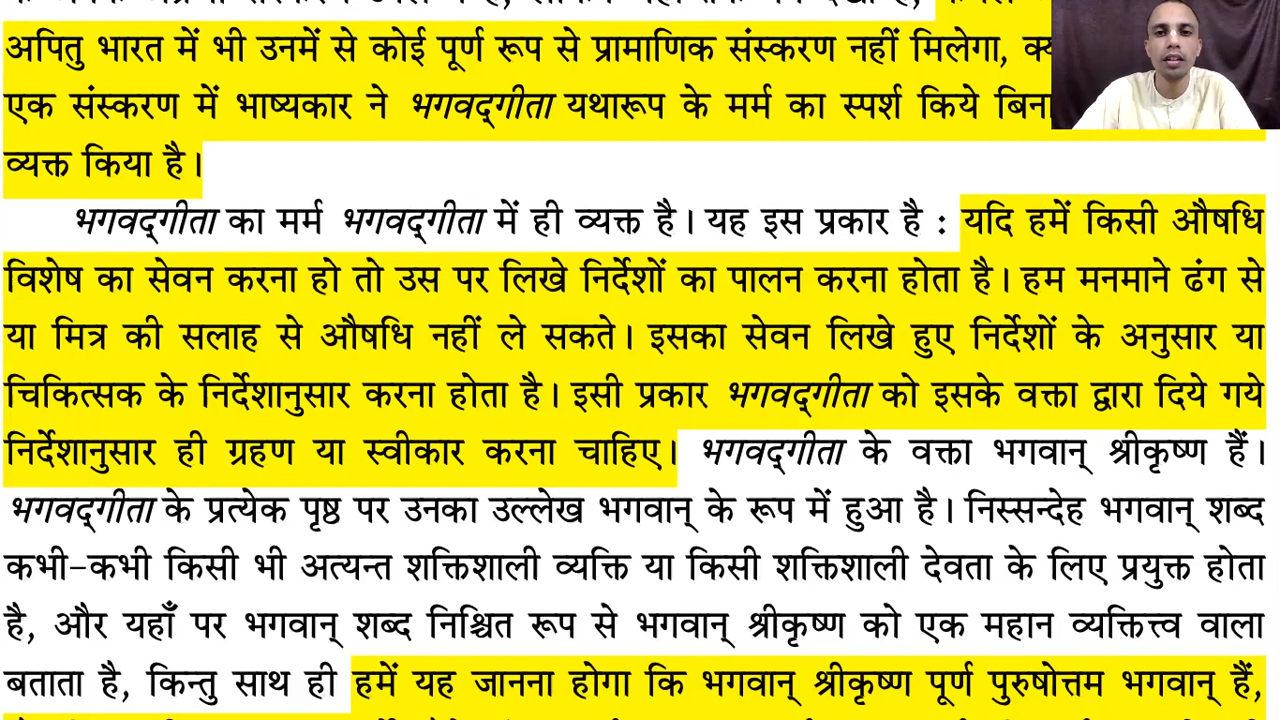 अपितु भारत में भी उनमें से कोई पूर्ण रूप से प्रामाणिक संस्करण नहीं मिलेगा,
एक संस्करण में भाष्यकार ने भगवद्‌गीता यथारूप के मर्म का स्पर्श किये बिना
व्यक्त किया है।
भगवद्‌गीता का मर्म भगवद्‌गीता में ही व्यक्त है। यह इस प्रकार है : यदि हमें किसी औषधि
विशेष का सेवन करना हो तो उस पर लिखे निर्देशों का पालन करना होता है। हम मनमाने ढंग से
या मित्र की सलाह से औषधि नहीं ले सकते। इसका सेवन लिखे हुए निर्देशों के अनुसार या
चिकित्सक के निर्देशानुसार करना होता है। इसी प्रकार भगवद्‌गीता को इसके वक्ता द्वारा दिये गये
निर्देशानुसार ही ग्रहण या स्वीकार करना चाहिए। भगवद्‌गीता के वक्ता भगवान् श्रीकृष्ण हैं।
भगवद्‌गीता के प्रत्येक पृष्ठ पर उनका उल्लेख भगवान् के रूप में हुआ है। निस्सन्देह भगवान् शब्द
कभी-कभी किसी भी अत्यन्त शक्तिशाली व्यक्ति या किसी शक्तिशाली देवता के लिए प्रयुक्त होता
है, और यहाँ पर भगवान् शब्द निश्चित रूप से भगवान् श्रीकृष्ण को एक महान व्यक्तित्त्व वाला
बताता है, किन्तु साथ ही हमें यह जानना होगा कि भगवान् श्रीकृष्ण पूर्ण पुरुषोत्तम भगवान् हैं,